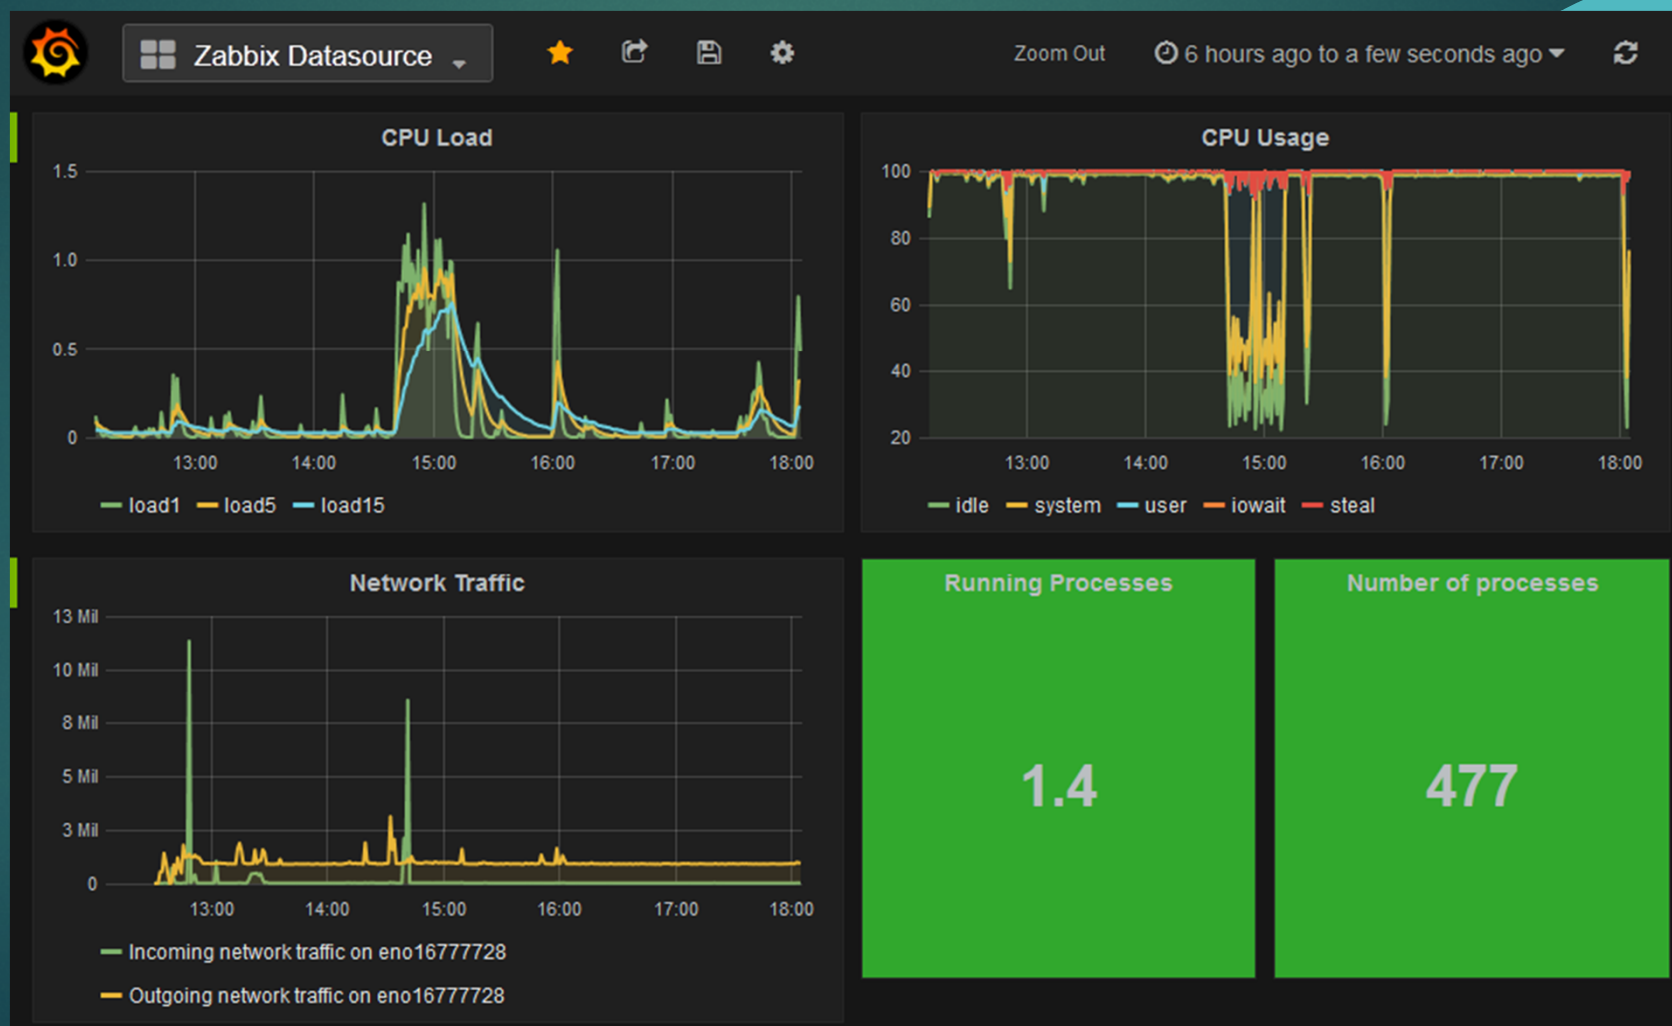 Zabbix Datasource
Zoom Out
6 hours ago to a few seconds ago
CPU Load
1.5
1.0
0.5
0
13:00 14:00 15:00 16:00 17:00 18:00
load1 load5 load15
CPU Usage
100
80
60
40
20
13:00 14:00 15:00 16:00 17:00 18:00
idle system user iowait steal
Network Traffic
13 Mil
10 Mil
8 Mil
5 Mil
3 Mil
0
13:00 14:00 15:00 16:00 17:00 18:00
Incoming network traffic on eno16777728
Outgoing network traffic on eno16777728
Running Processes
1.4
Number of processes
477